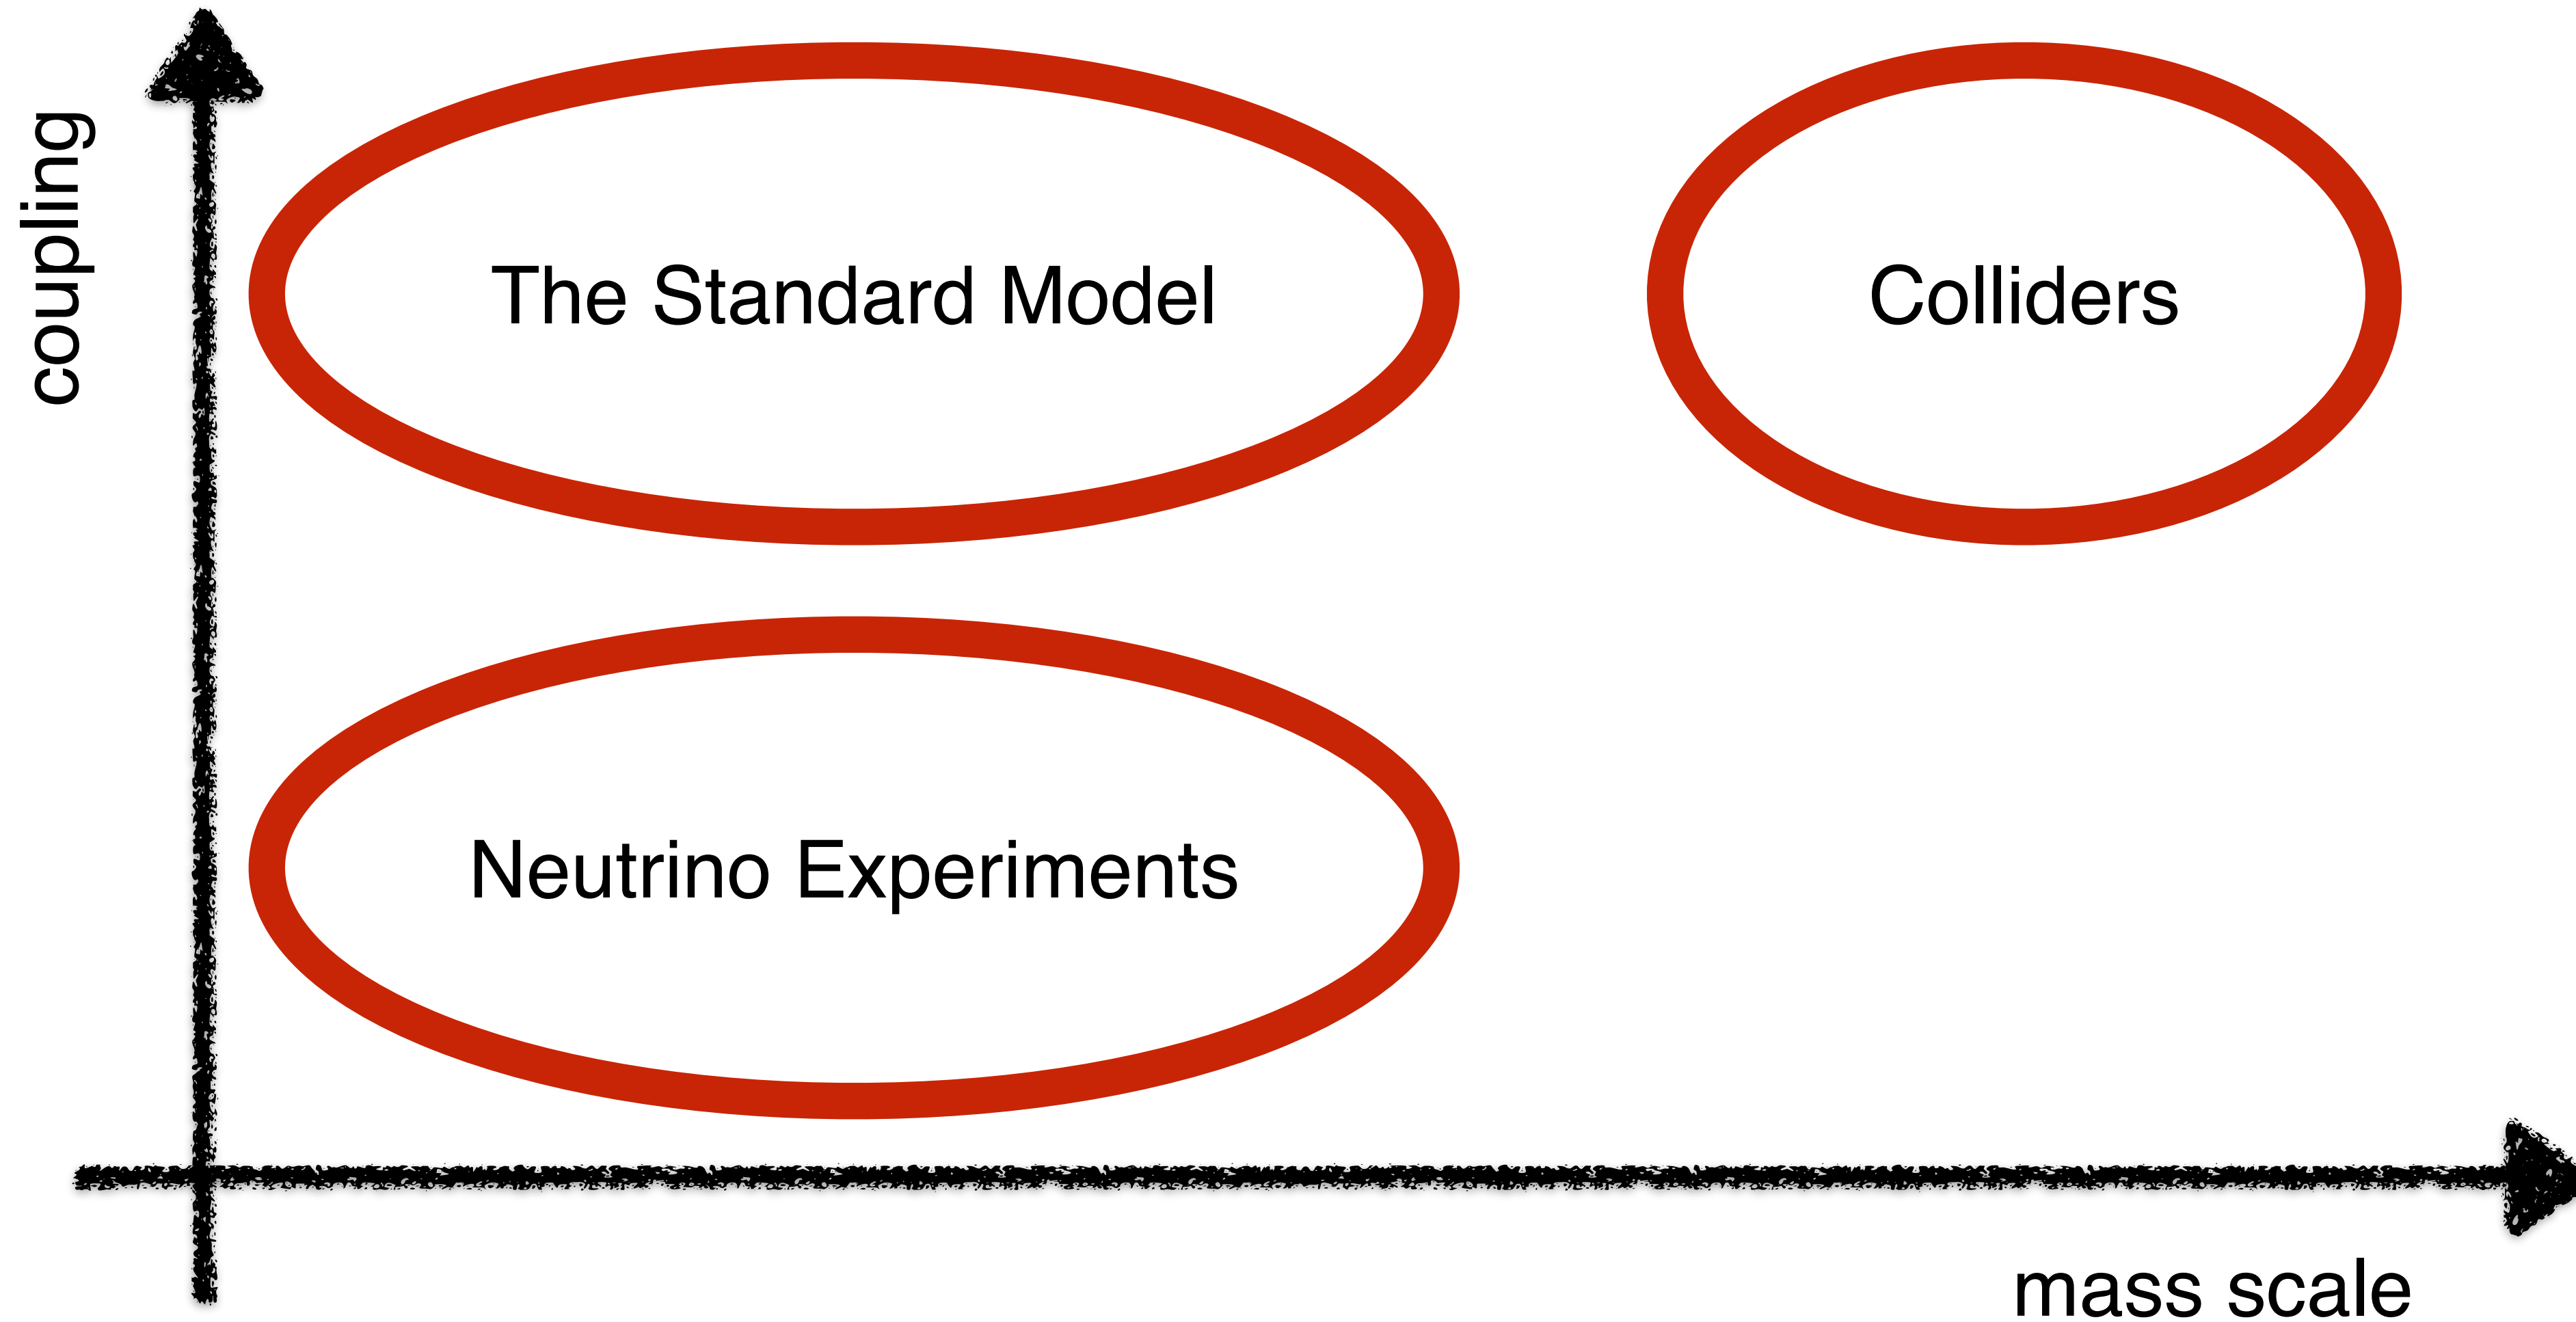 coupling
The Standard Model
Colliders
Neutrino Experiments
mass scale